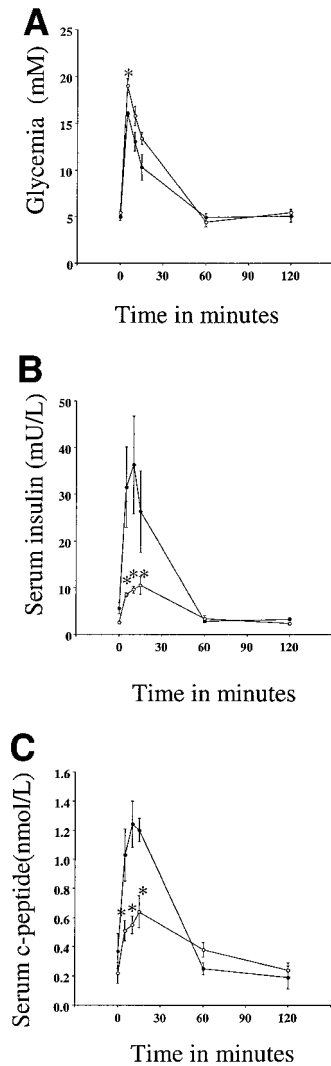 A
Glycemia (mM)
25
20
15
10
5
0
0 30 60 90 120
*
Time in minutes
B
Serum insulin (mU/L)
50
40
30
20
10
0
0 30 60 90 120
***
Time in minutes
C
Serum c-peptide(nmol/L)
1.6
1.4
1.2
1.0
0.8
0.6
0.4
0.2
0.0
0 30 60 90 120
* * *
Time in minutes